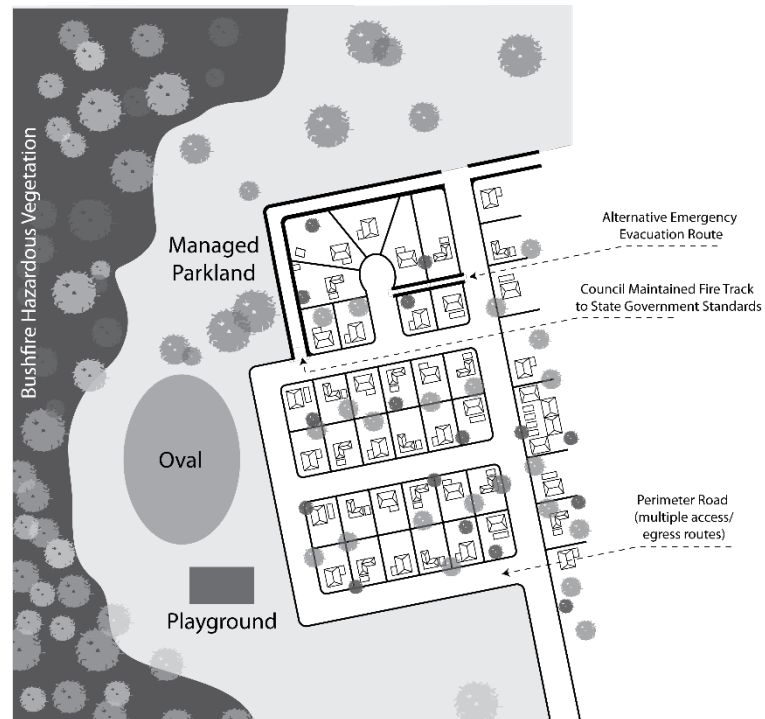 Bushfire Hazardous Vegetation
Managed
Parkland
Alternative Emergency
Evacuation Route
Council Maintained Fire Track
to State Government Standards
Oval
Perimeter Road
(multiple access/
egress routes)
Playground